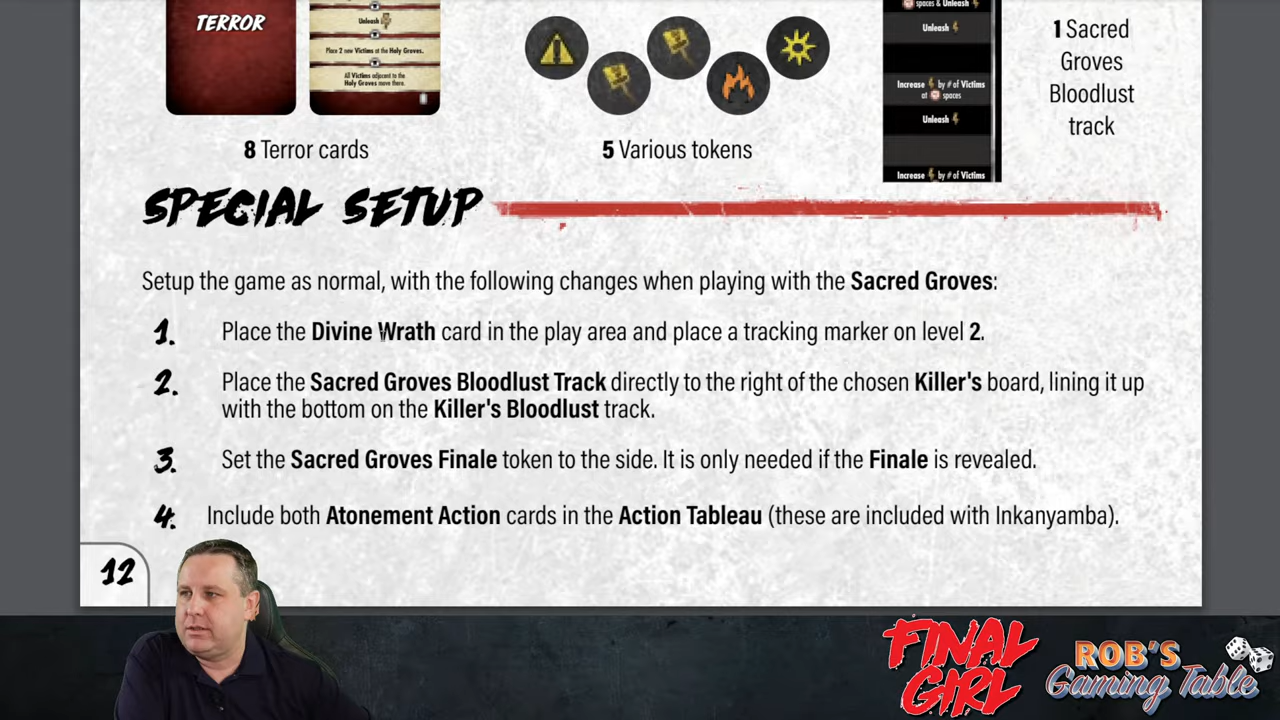 TERROR
Unleash
Place 2 new Victims at the Holy Groves.
All Victims adjacent to the
Holy Groves move there.
8 Terror cards
5 Various tokens
spaces & Unleash
Unleash
Increase by # of Victims
at spaces
Unleash
Increase by # of Victims
1 Sacred
Groves
Bloodlust
track
SPECIAL SETUP
Setup the game as normal, with the following changes when playing with the Sacred Groves:
1. Place the Divine Wrath card in the play area and place a tracking marker on level 2.
2. Place the Sacred Groves Bloodlust Track directly to the right of the chosen Killer's board, lining it up
with the bottom on the Killer's Bloodlust track.
3. Set the Sacred Groves Finale token to the side. It is only needed if the Finale is revealed.
4. Include both Atonement Action cards in the Action Tableau (these are included with Inkanyamba).
12
FINAL
GIRL
ROB'S
Gaming Table